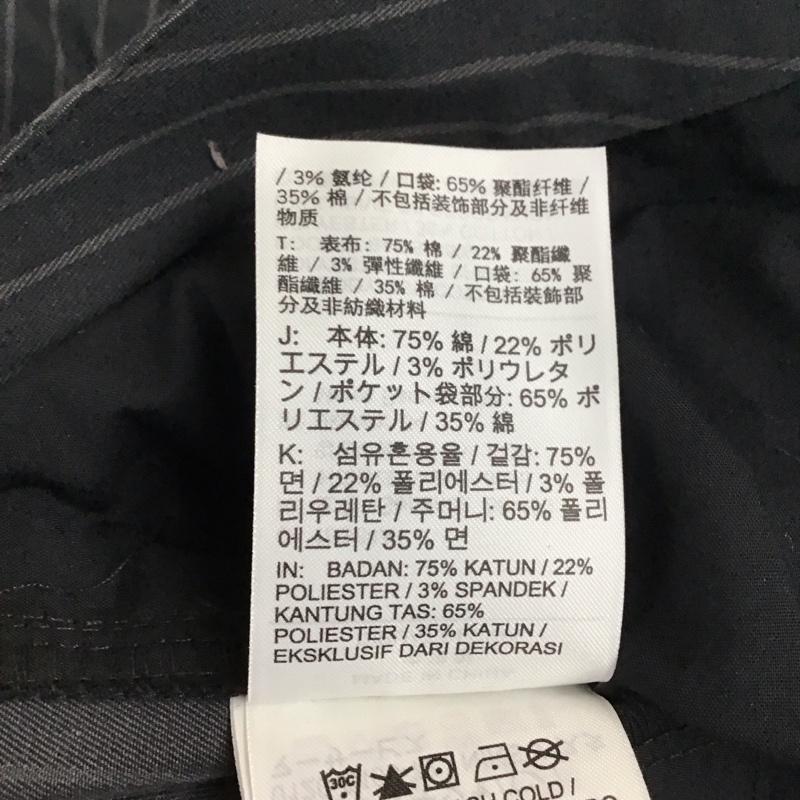 / 3% 氨纶 / 口袋: 65% 聚酯纤维 /
35% 棉 / 不包括装饰部分及非纤维
物质
T: 表布: 75% 棉 / 22% 聚酯纖
維 / 3% 彈性纖維 / 口袋: 65% 聚
酯纖維 / 35% 棉 / 不包括裝飾部
分及非紡織材料
J: 本体: 75% 綿 / 22% ポリ
エステル / 3% ポリウレタ
ン / ポケット袋部分: 65% ポ
リエステル / 35% 綿
K: 섬유혼용율 / 겉감: 75%
면 / 22% 폴리에스터 / 3% 폴
리우레탄 / 주머니: 65% 폴리
에스터 / 35% 면
IN: BADAN: 75% KATUN / 22%
POLIESTER / 3% SPANDEK /
KANTUNG TAS: 65%
POLIESTER / 35% KATUN /
EKSKLUSIF DARI DEKORASI
30C
COLD /